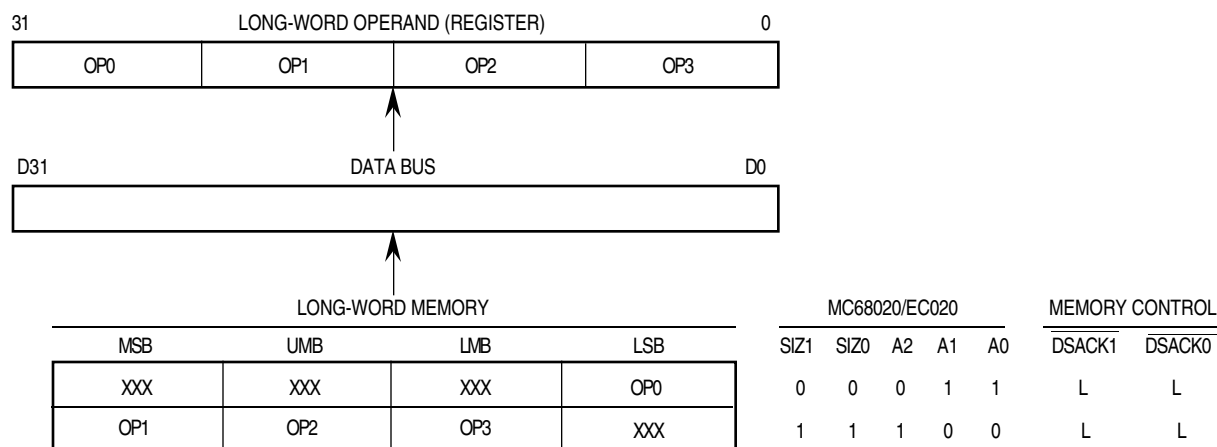 31 LONG-WORD OPERAND (REGISTER) 0
OP0 OP1 OP2 OP3
D31 DATA BUS D0
LONG-WORD MEMORY MC68020/EC020 MEMORY CONTROL
MSB UMB LMB LSB SIZ1 SIZ0 A2 A1 A0 DSACK1 DSACK0
XXX XXX XXX OP0 0 0 0 1 1 L L
OP1 OP2 OP3 XXX 1 1 1 0 0 L L